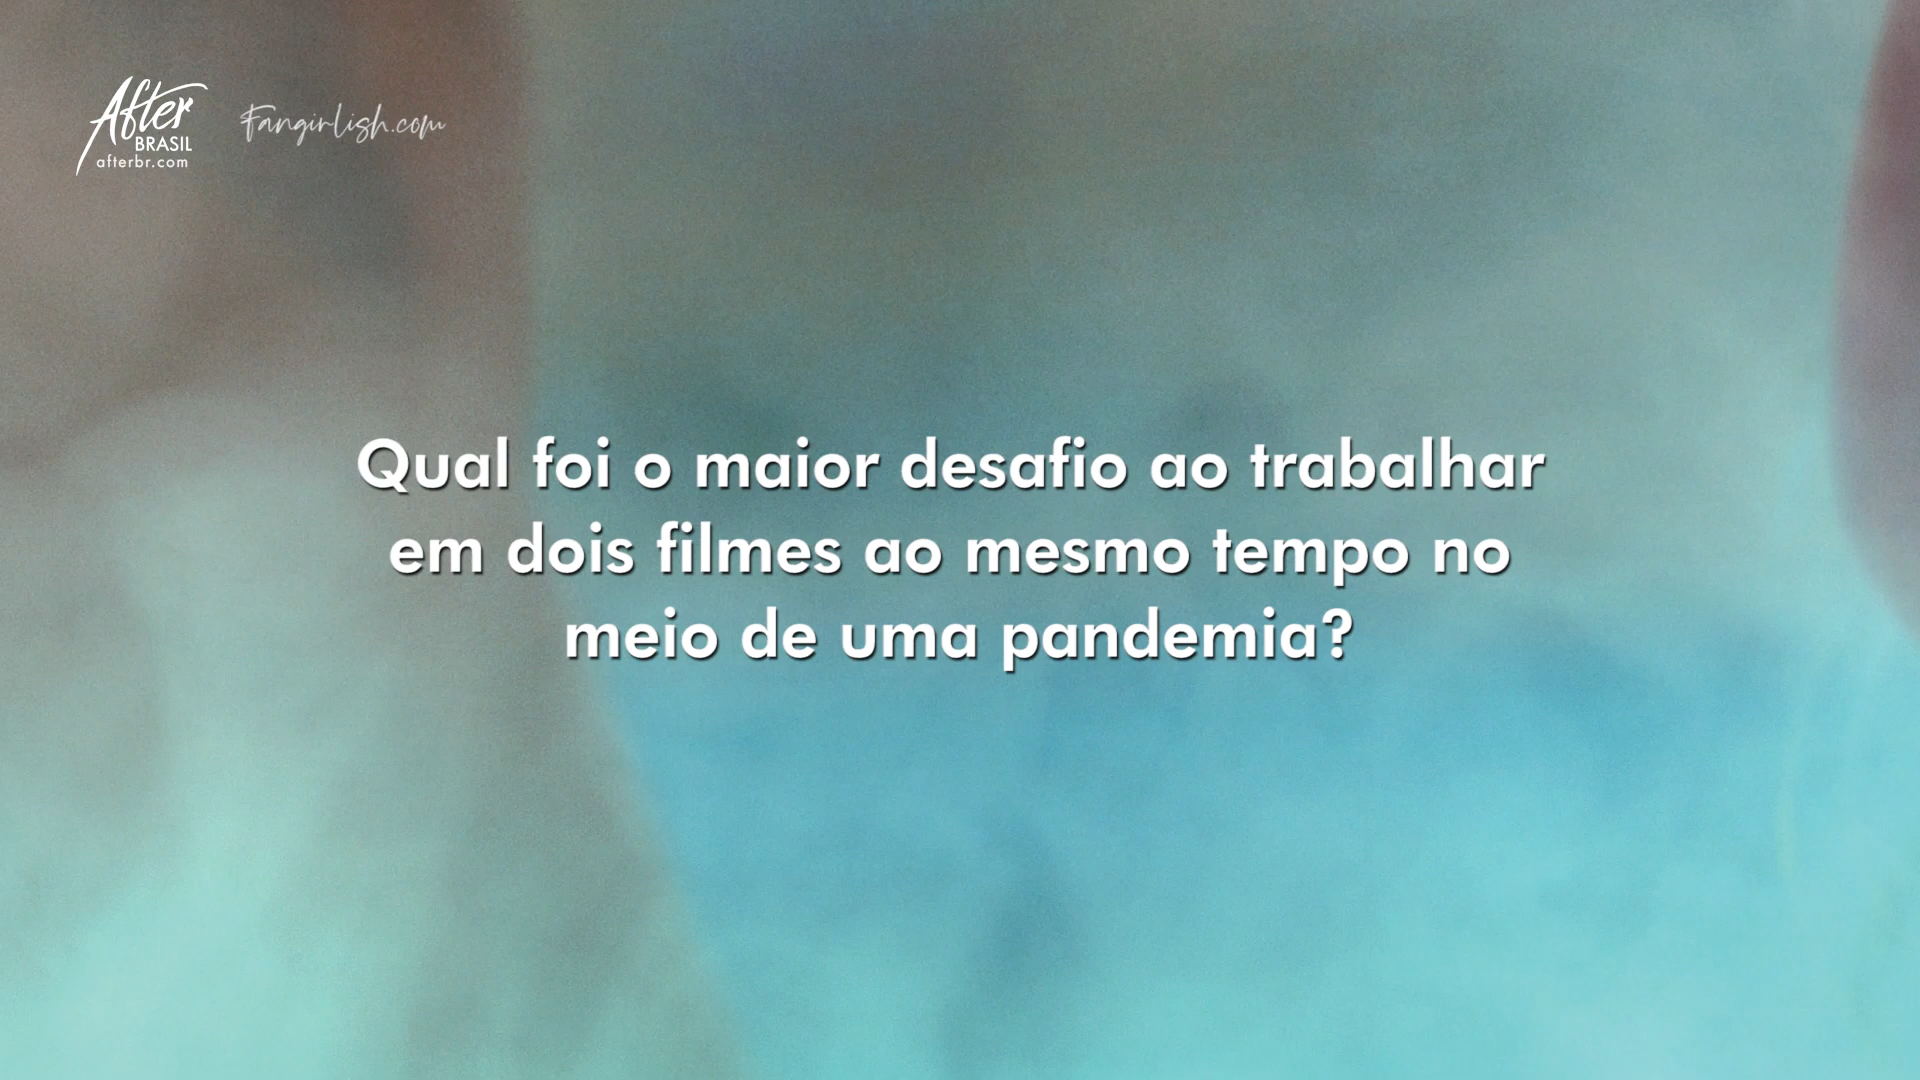 After
BRASIL
afterbr.com
Fangirlish.com
Qual foi o maior desafio ao trabalhar
em dois filmes ao mesmo tempo no
meio de uma pandemia?